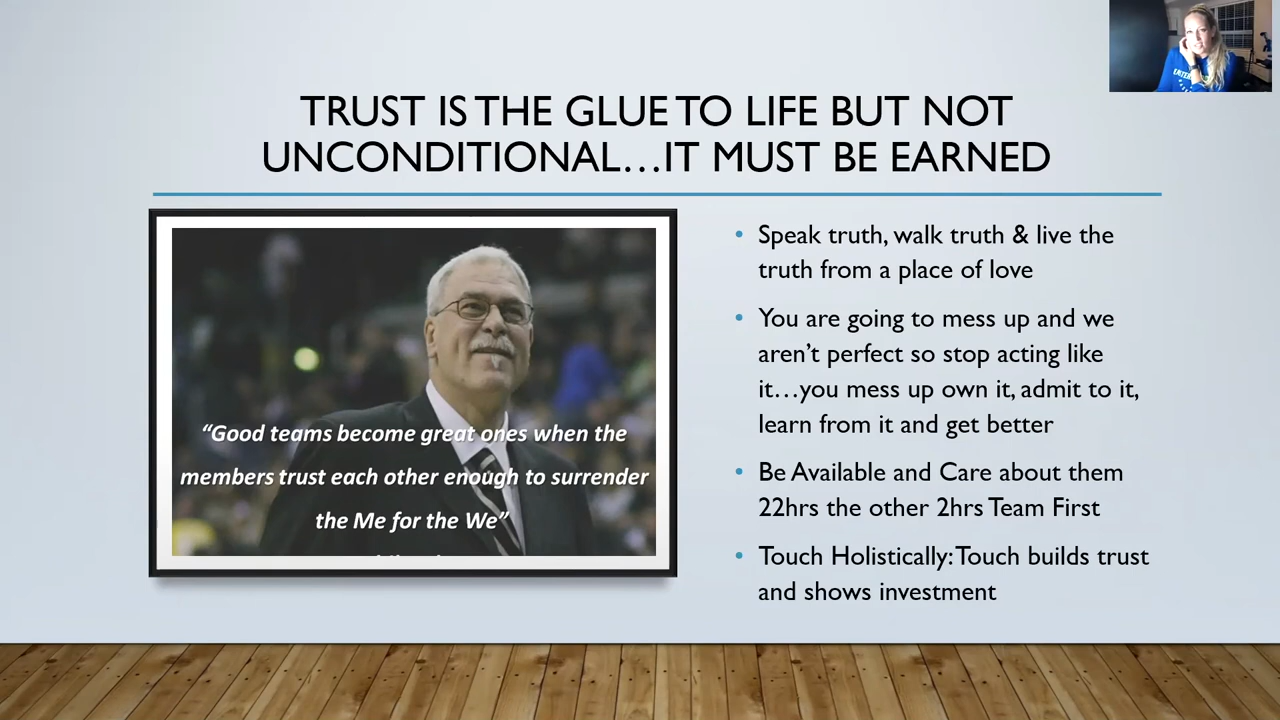 TRUST IS THE GLUE TO LIFE BUT NOT
UNCONDITIONAL…IT MUST BE EARNED
“Good teams become great ones when the
members trust each other enough to surrender
the Me for the We”
• Speak truth, walk truth & live the
truth from a place of love
• You are going to mess up and we
aren’t perfect so stop acting like
it…you mess up own it, admit to it,
learn from it and get better
• Be Available and Care about them
22hrs the other 2hrs Team First
• Touch Holistically: Touch builds trust
and shows investment